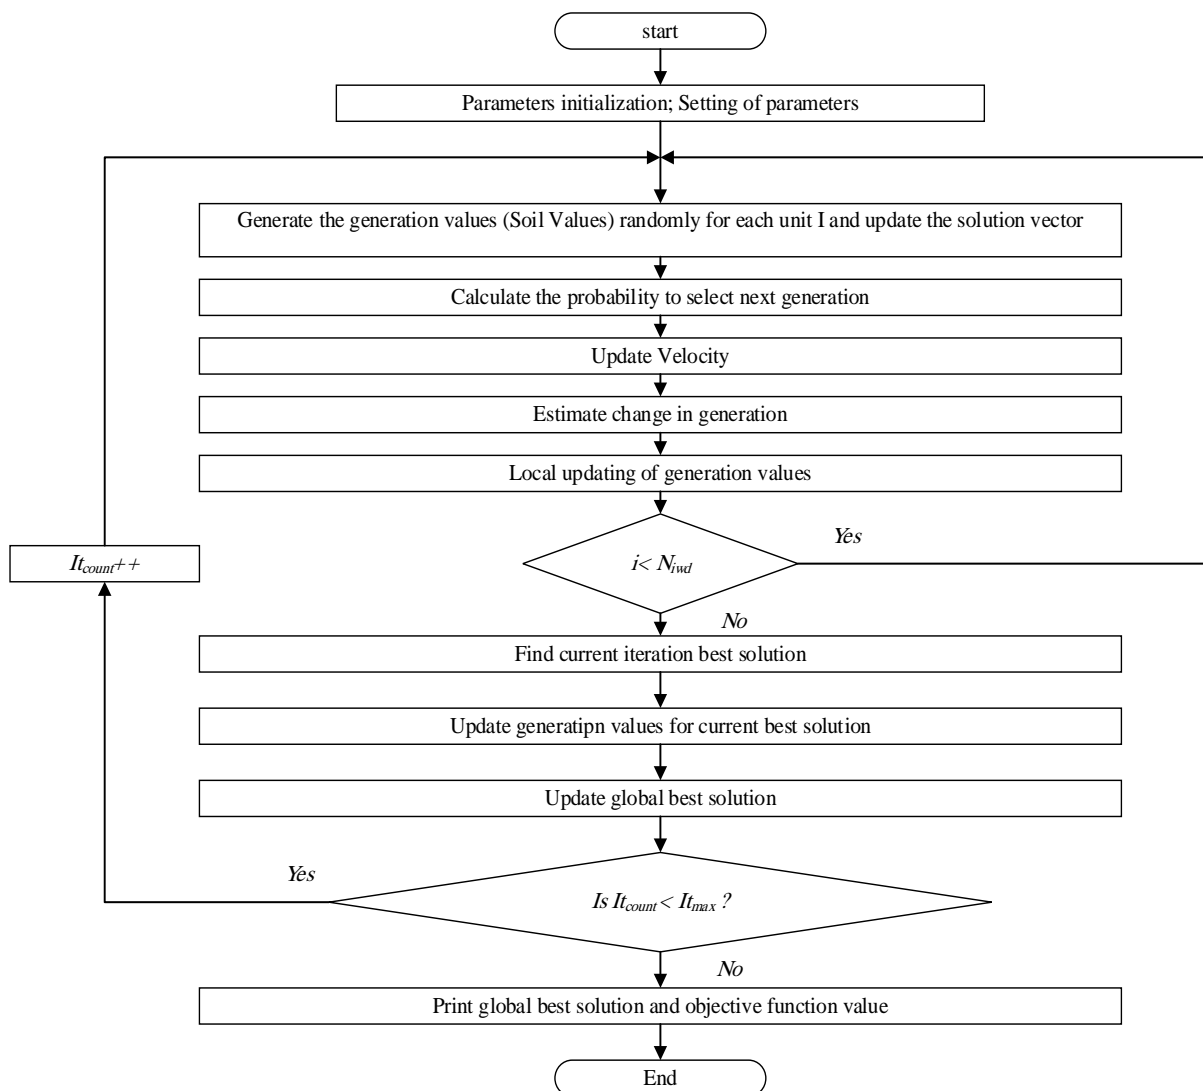 start
Parameters initialization; Setting of parameters
Generate the generation values (Soil Values) randomly for each unit I and update the solution vector
Calculate the probability to select next generation
Update Velocity
Estimate change in generation
Local updating of generation values
Yes
It_count++
i< N_iwd
No
Find current iteration best solution
Update generatipn values for current best solution
Update global best solution
Yes
Is It_count < It_max ?
No
Print global best solution and objective function value
End